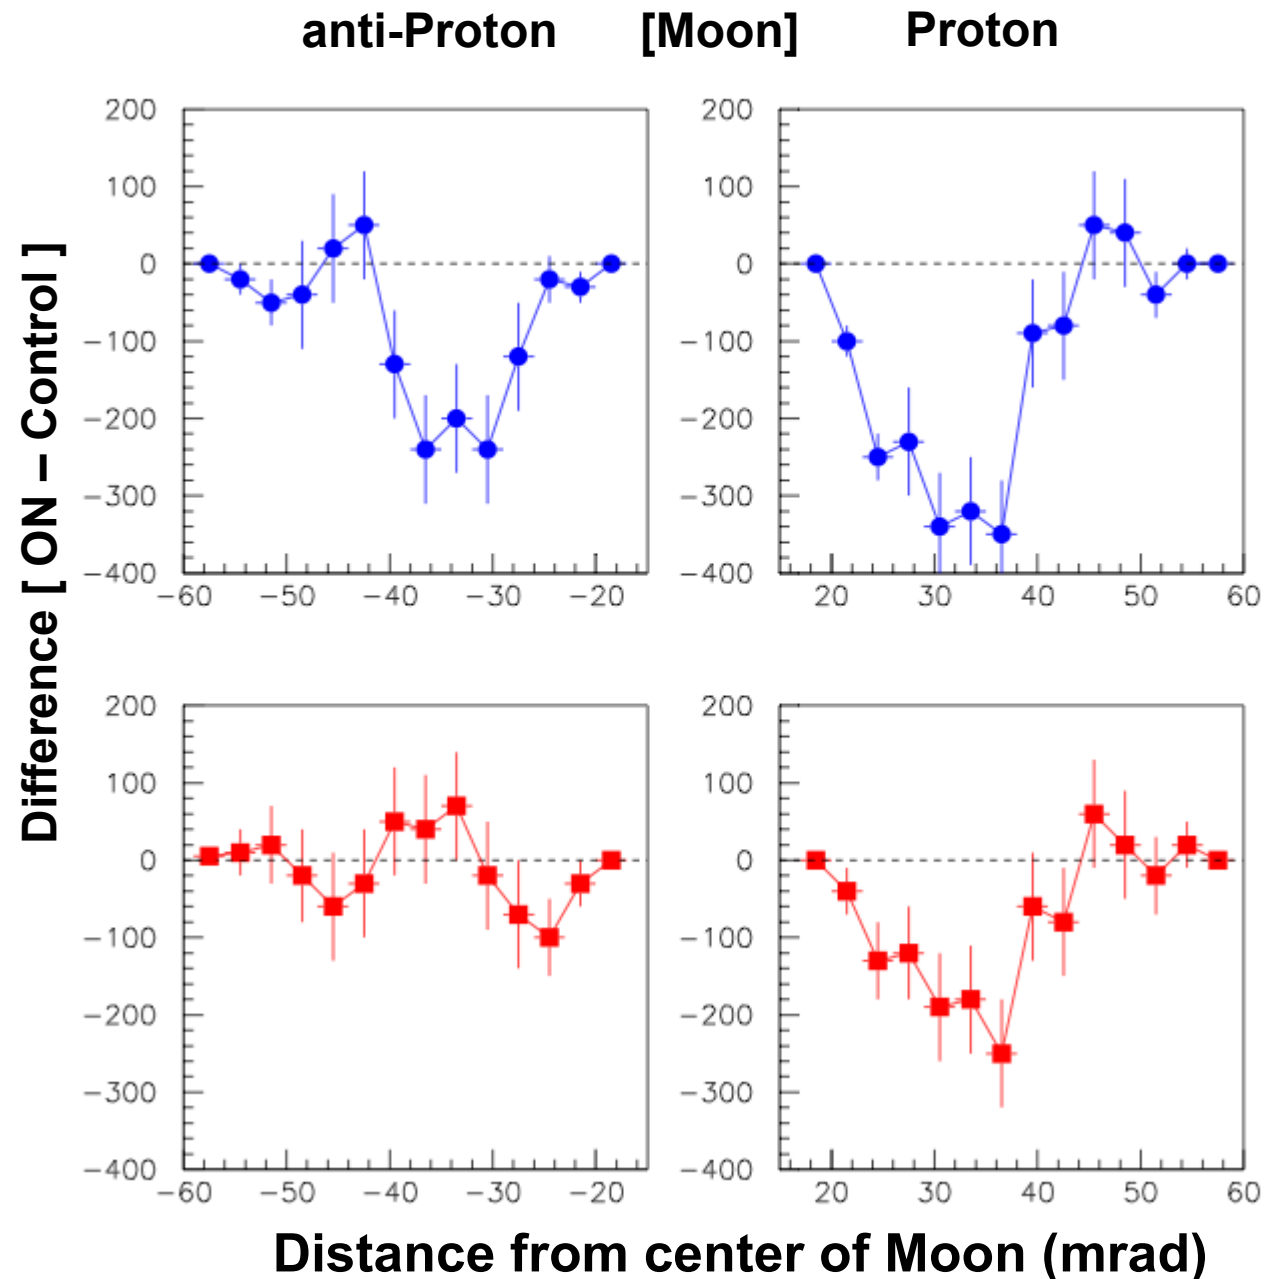 anti-Proton [Moon] Proton
200 200
100 100
0 0
−100 −100
−200 −200
−300 −300
−400 −400
−60 −50 −40 −30 −20 20 30 40 50 60
Difference [ ON – Control ]
200 200
100 100
0 0
−100 −100
−200 −200
−300 −300
−400 −400
−60 −50 −40 −30 −20 20 30 40 50 60
Distance from center of Moon (mrad)